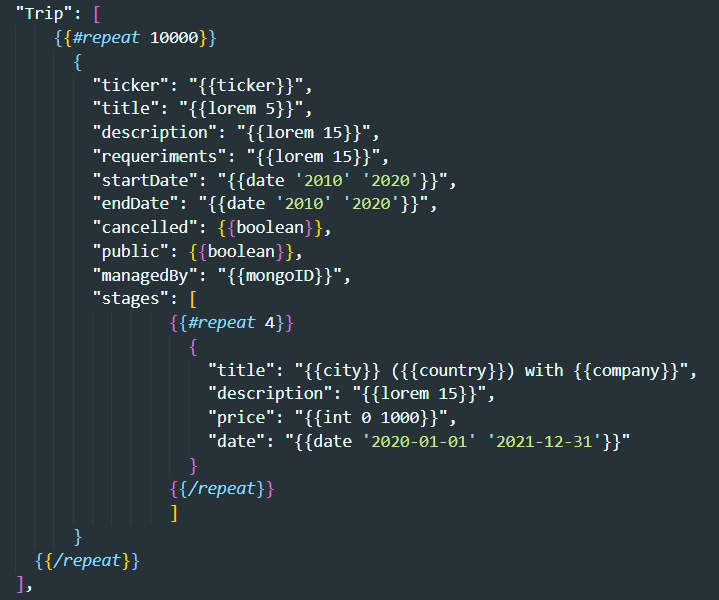 "Trip": [
{{#repeat 10000}}
{
"ticker": "{{ticker}}",
"title": "{{lorem 5}}",
"description": "{{lorem 15}}",
"requeriments": "{{lorem 15}}",
"startDate": "{{date '2010' '2020'}}",
"endDate": "{{date '2010' '2020'}}",
"cancelled": {{boolean}},
"public": {{boolean}},
"managedBy": "{{mongoID}}",
"stages": [
{{#repeat 4}}
{
"title": "{{city}} ({{country}}) with {{company}}",
"description": "{{lorem 15}}",
"price": "{{int 0 1000}}",
"date": "{{date '2020-01-01' '2021-12-31'}}"
}
{{/repeat}}
]
}
{{/repeat}}
],